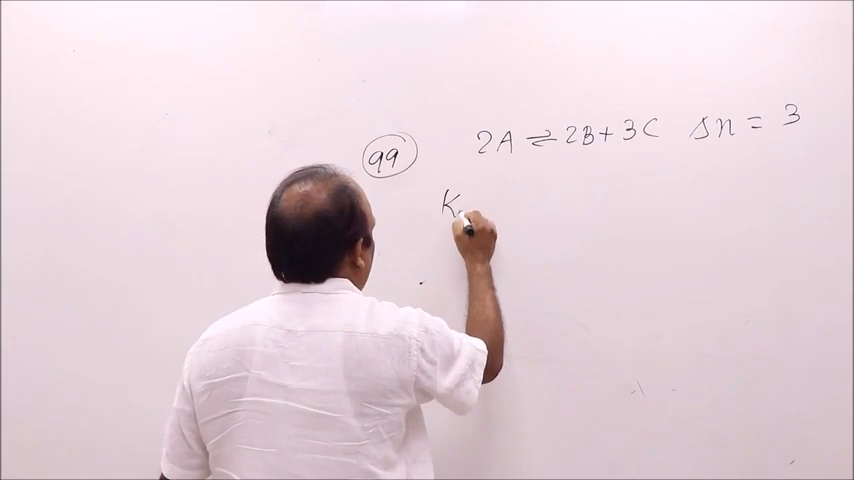 99 2A ⇌ 2B + 3C Δn = 3
K